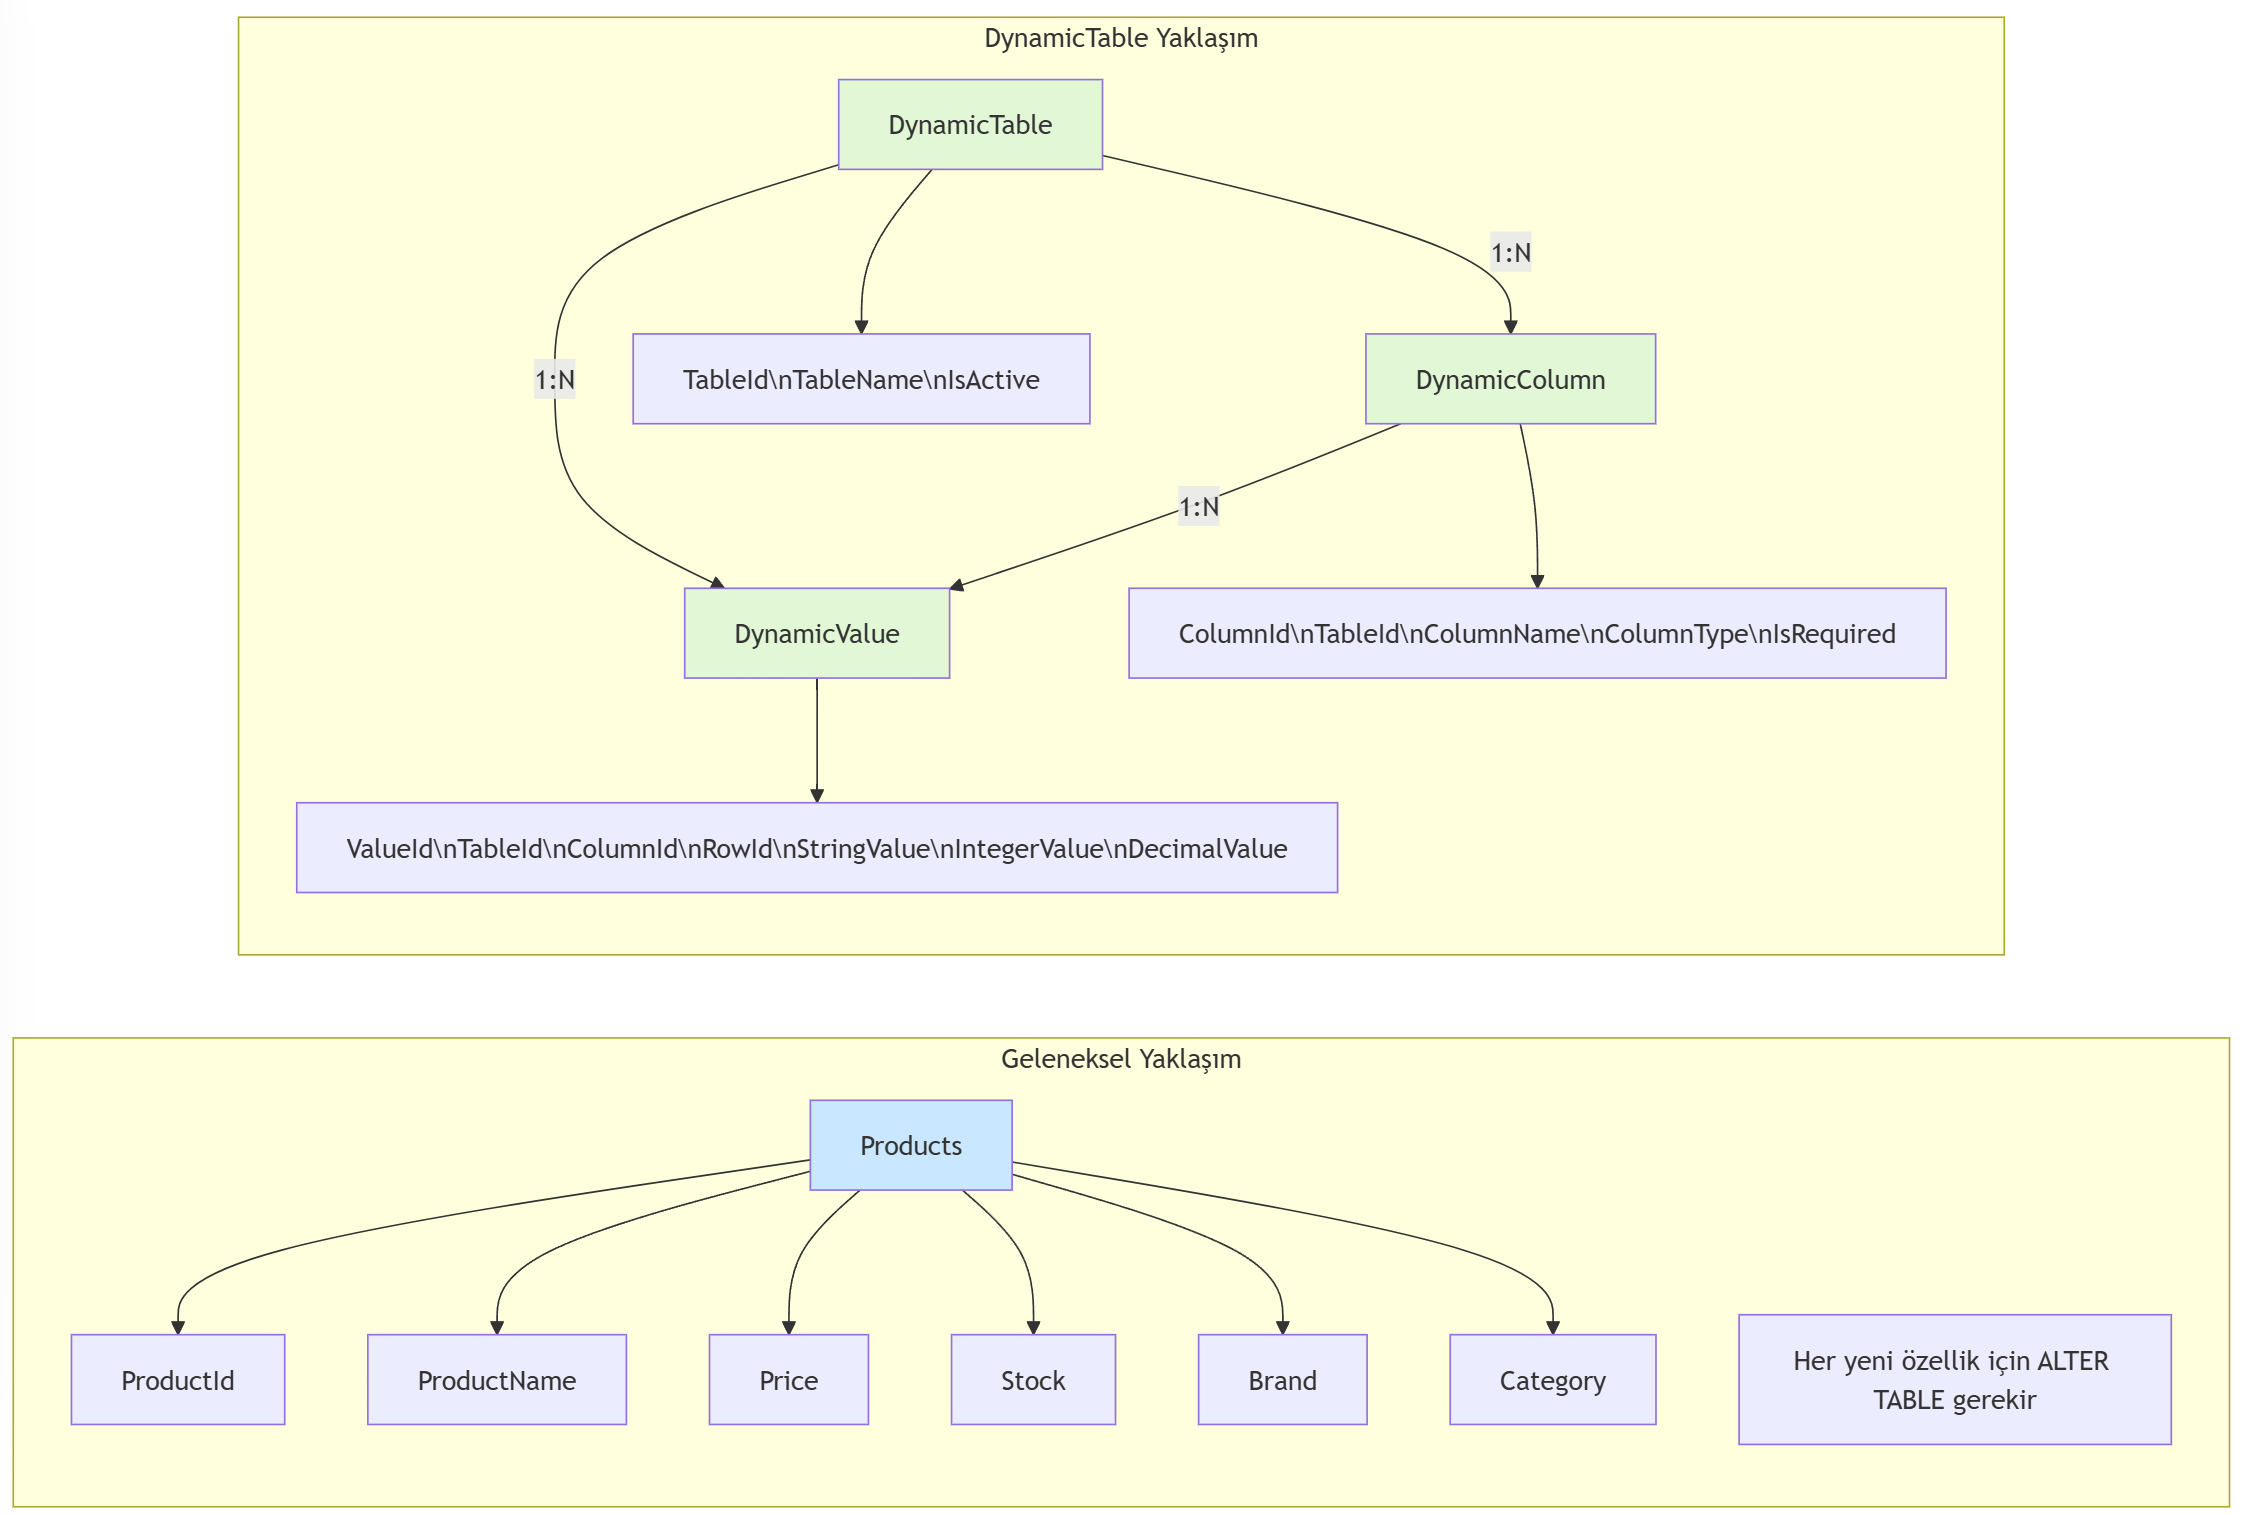 DynamicTable Yaklaşım
DynamicTable
1:N
1:N
TableId\nTableName\nIsActive
DynamicColumn
1:N
DynamicValue
ColumnId\nTableId\nColumnName\nColumnType\nIsRequired
ValueId\nTableId\nColumnId\nRowId\nStringValue\nIntegerValue\nDecimalValue
Geleneksel Yaklaşım
Products
ProductId
ProductName
Price
Stock
Brand
Category
Her yeni özellik için ALTER
TABLE gerekir